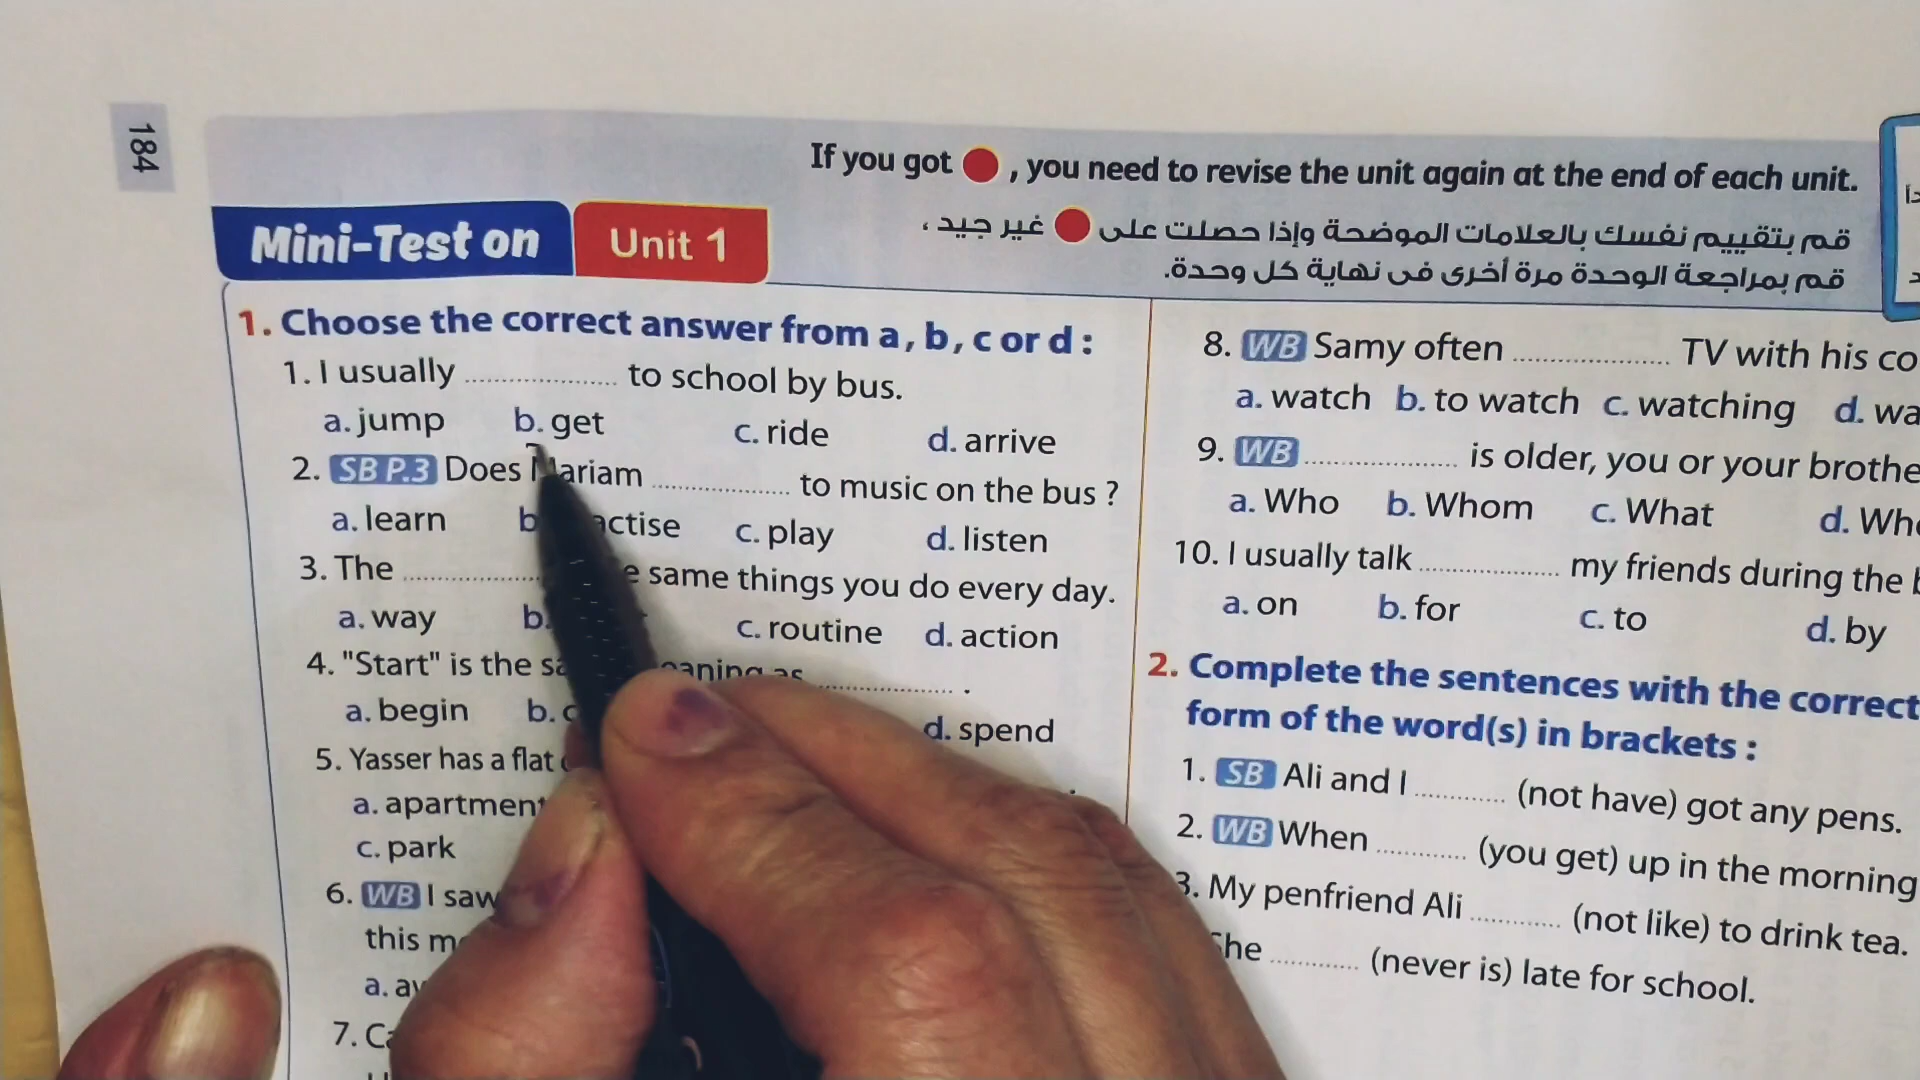 184
If you got , you need to revise the unit again at the end of each unit.
قم بتقييم نفسك بالعلامات الموضحة وإذا حصلت على غير جيد ،
قم بمراجعة الوحدة مرة أخرى فى نهاية كل وحدة.
Mini-Test on Unit 1
1. Choose the correct answer from a, b, c or d :
1. I usually .................... to school by bus.
a. jump b. get c. ride d. arrive
2. SB P.3 Does Mariam .................... to music on the bus ?
a. learn b. c. play d. listen
3. The .................... same things you do every day.
a. way b. c. routine d. action
4. "Start" is the as .................... .
a. begin b. d. spend
5. Yasser has a flat
a. apartment
c. park
6. WB I saw
this
a.
7.
8. WB Samy often .................... TV with his
a. watch b. to watch c. watching d.
9. WB .................... is older, you or your
a. Who b. Whom c. What d.
10. I usually talk .................... my friends during the
a. on b. for c. to d. by
2. Complete the sentences with the correct
form of the word(s) in brackets :
1. SB Ali and I ............ (not have) got any pens.
2. WB When ............ (you get) up in the morning
3. My penfriend Ali ............ (not like) to drink tea.
............ (never is) late for school.